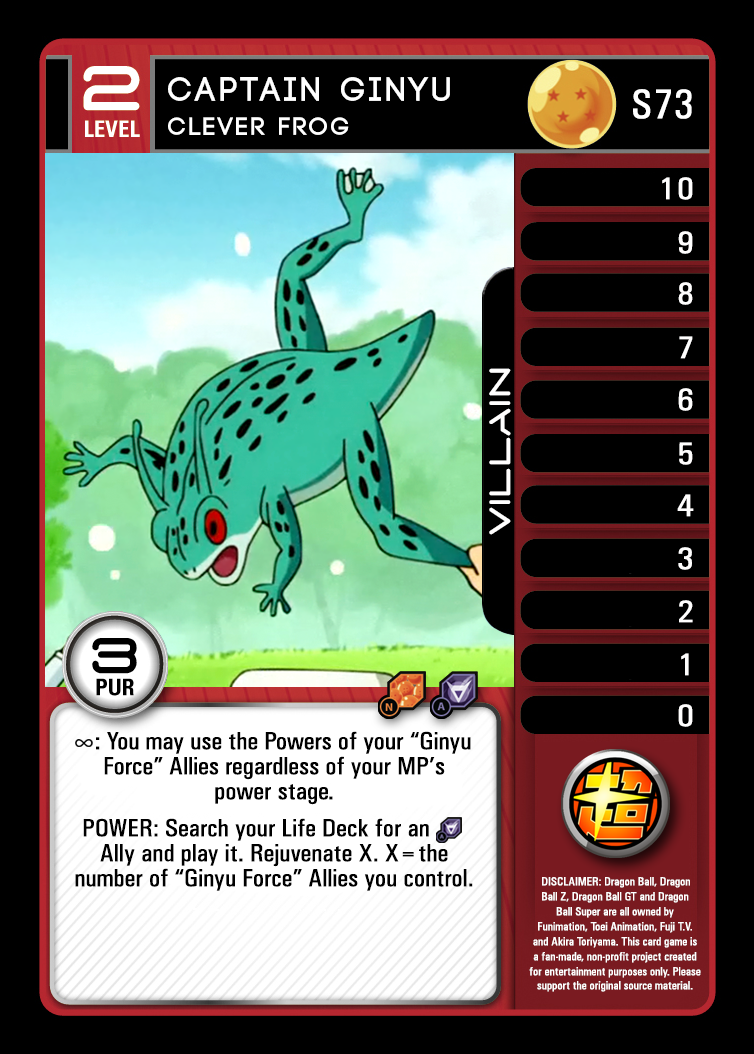 2
LEVEL
CAPTAIN GINYU
CLEVER FROG
S73
10
9
8
7
6
5
4
3
2
1
0
VILLAIN
3
PUR
N
A
∞: You may use the Powers of your “Ginyu
Force” Allies regardless of your MP’s
power stage.
POWER: Search your Life Deck for an A
Ally and play it. Rejuvenate X. X = the
number of “Ginyu Force” Allies you control.
超
DISCLAIMER: Dragon Ball, Dragon
Ball Z, Dragon Ball GT and Dragon
Ball Super are all owned by
Funimation, Toei Animation, Fuji T.V.
and Akira Toriyama. This card game is
a fan-made, non-profit project created
for entertainment purposes only. Please
support the original source material.